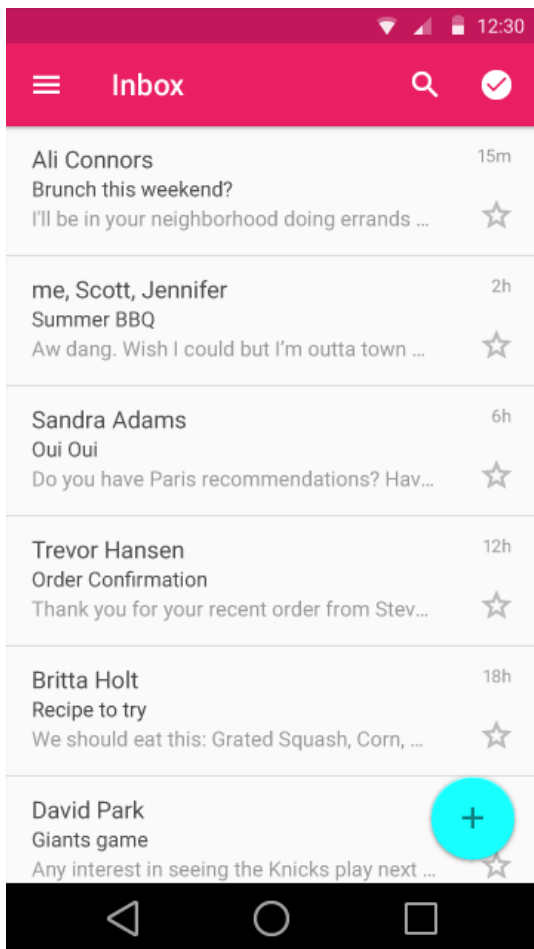 12:30
Inbox
Ali Connors 15m
Brunch this weekend?
I'll be in your neighborhood doing errands ...
me, Scott, Jennifer 2h
Summer BBQ
Aw dang. Wish I could but I'm outta town ...
Sandra Adams 6h
Oui Oui
Do you have Paris recommendations? Hav...
Trevor Hansen 12h
Order Confirmation
Thank you for your recent order from Stev...
Britta Holt 18h
Recipe to try
We should eat this: Grated Squash, Corn, ...
David Park
Giants game
Any interest in seeing the Knicks play next ...